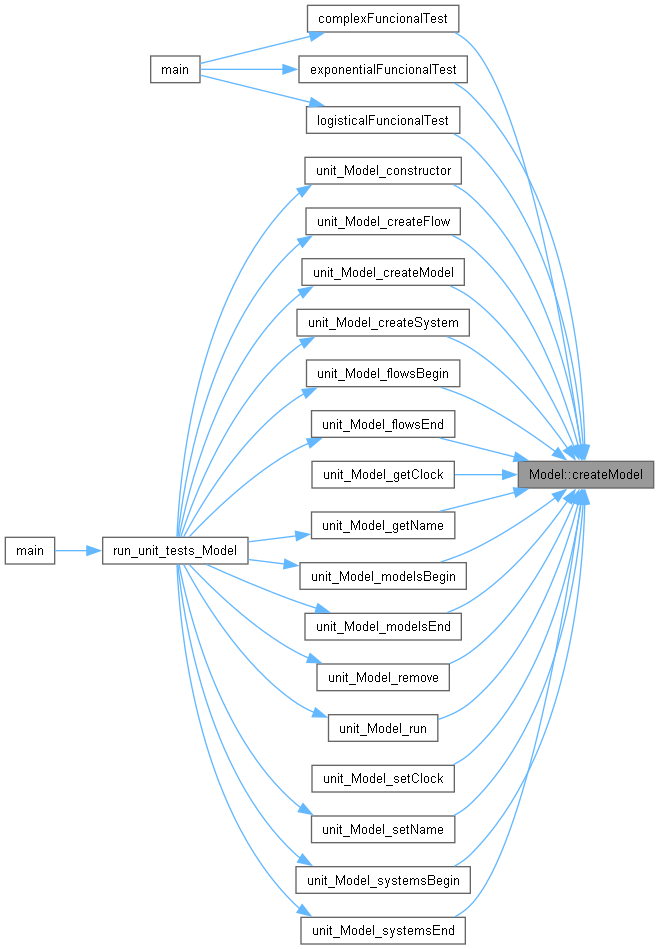 complexFuncionalTest
main
exponentialFuncionalTest
logisticalFuncionalTest
unit_Model_constructor
unit_Model_createFlow
unit_Model_createModel
unit_Model_createSystem
unit_Model_flowsBegin
unit_Model_flowsEnd
Model::createModel
unit_Model_getClock
unit_Model_getName
main
run_unit_tests_Model
unit_Model_modelsBegin
unit_Model_modelsEnd
unit_Model_remove
unit_Model_run
unit_Model_setClock
unit_Model_setName
unit_Model_systemsBegin
unit_Model_systemsEnd